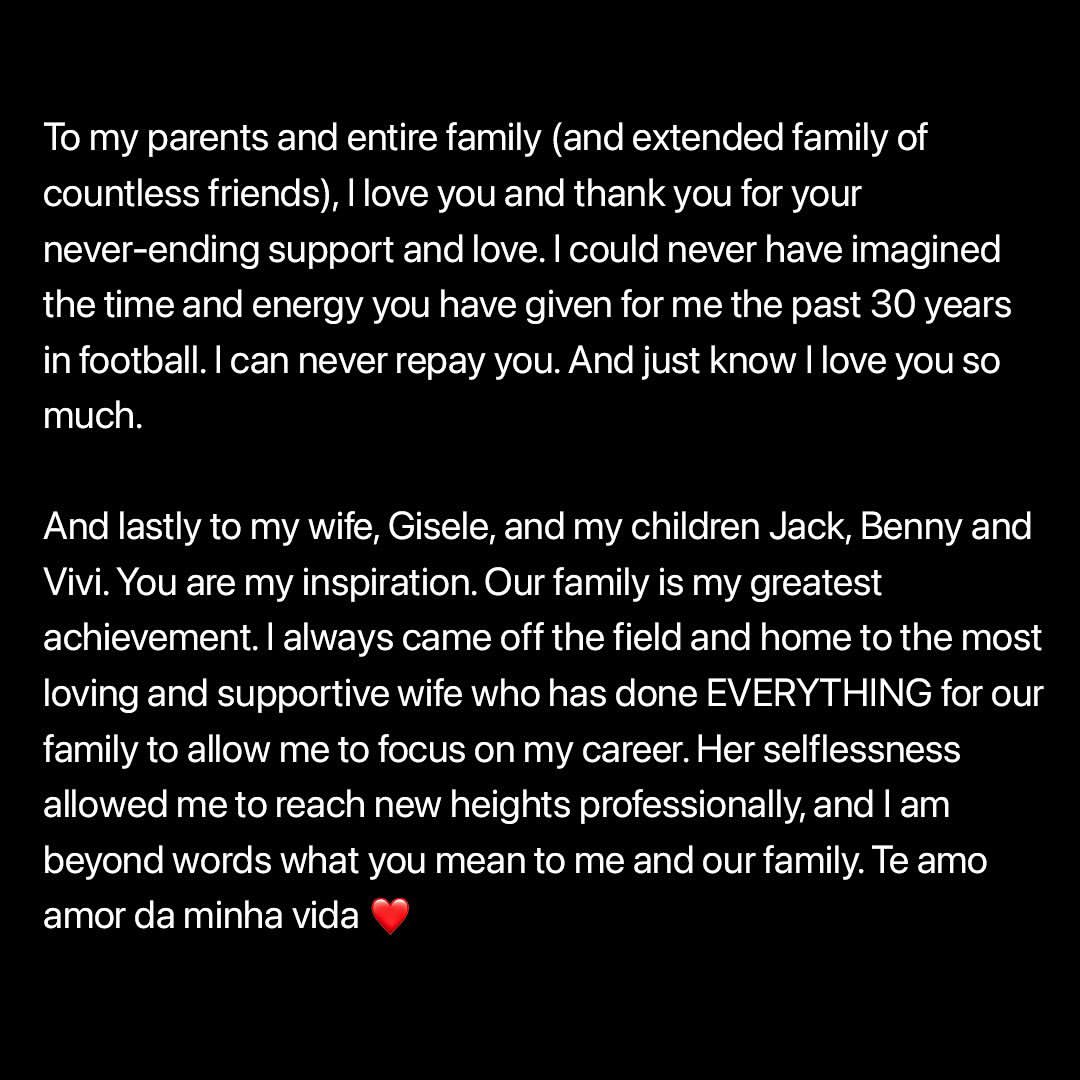 To my parents and entire family (and extended family of
countless friends), I love you and thank you for your
never-ending support and love. I could never have imagined
the time and energy you have given for me the past 30 years
in football. I can never repay you. And just know I love you so
much.
And lastly to my wife, Gisele, and my children Jack, Benny and
Vivi. You are my inspiration. Our family is my greatest
achievement. I always came off the field and home to the most
loving and supportive wife who has done EVERYTHING for our
family to allow me to focus on my career. Her selflessness
allowed me to reach new heights professionally, and I am
beyond words what you mean to me and our family. Te amo
amor da minha vida ❤️